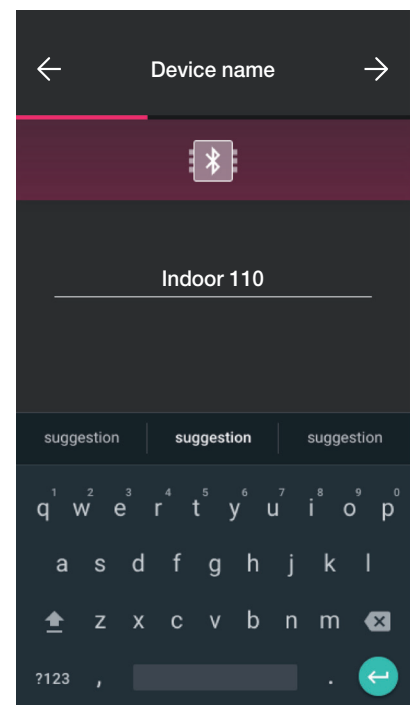 Device name
Indoor 110
suggestion suggestion suggestion
1 2 3 4 5 6 7 8 9 0
q w e r t y u i o p
a s d f g h j k l
z x c v b n m
?123 , .